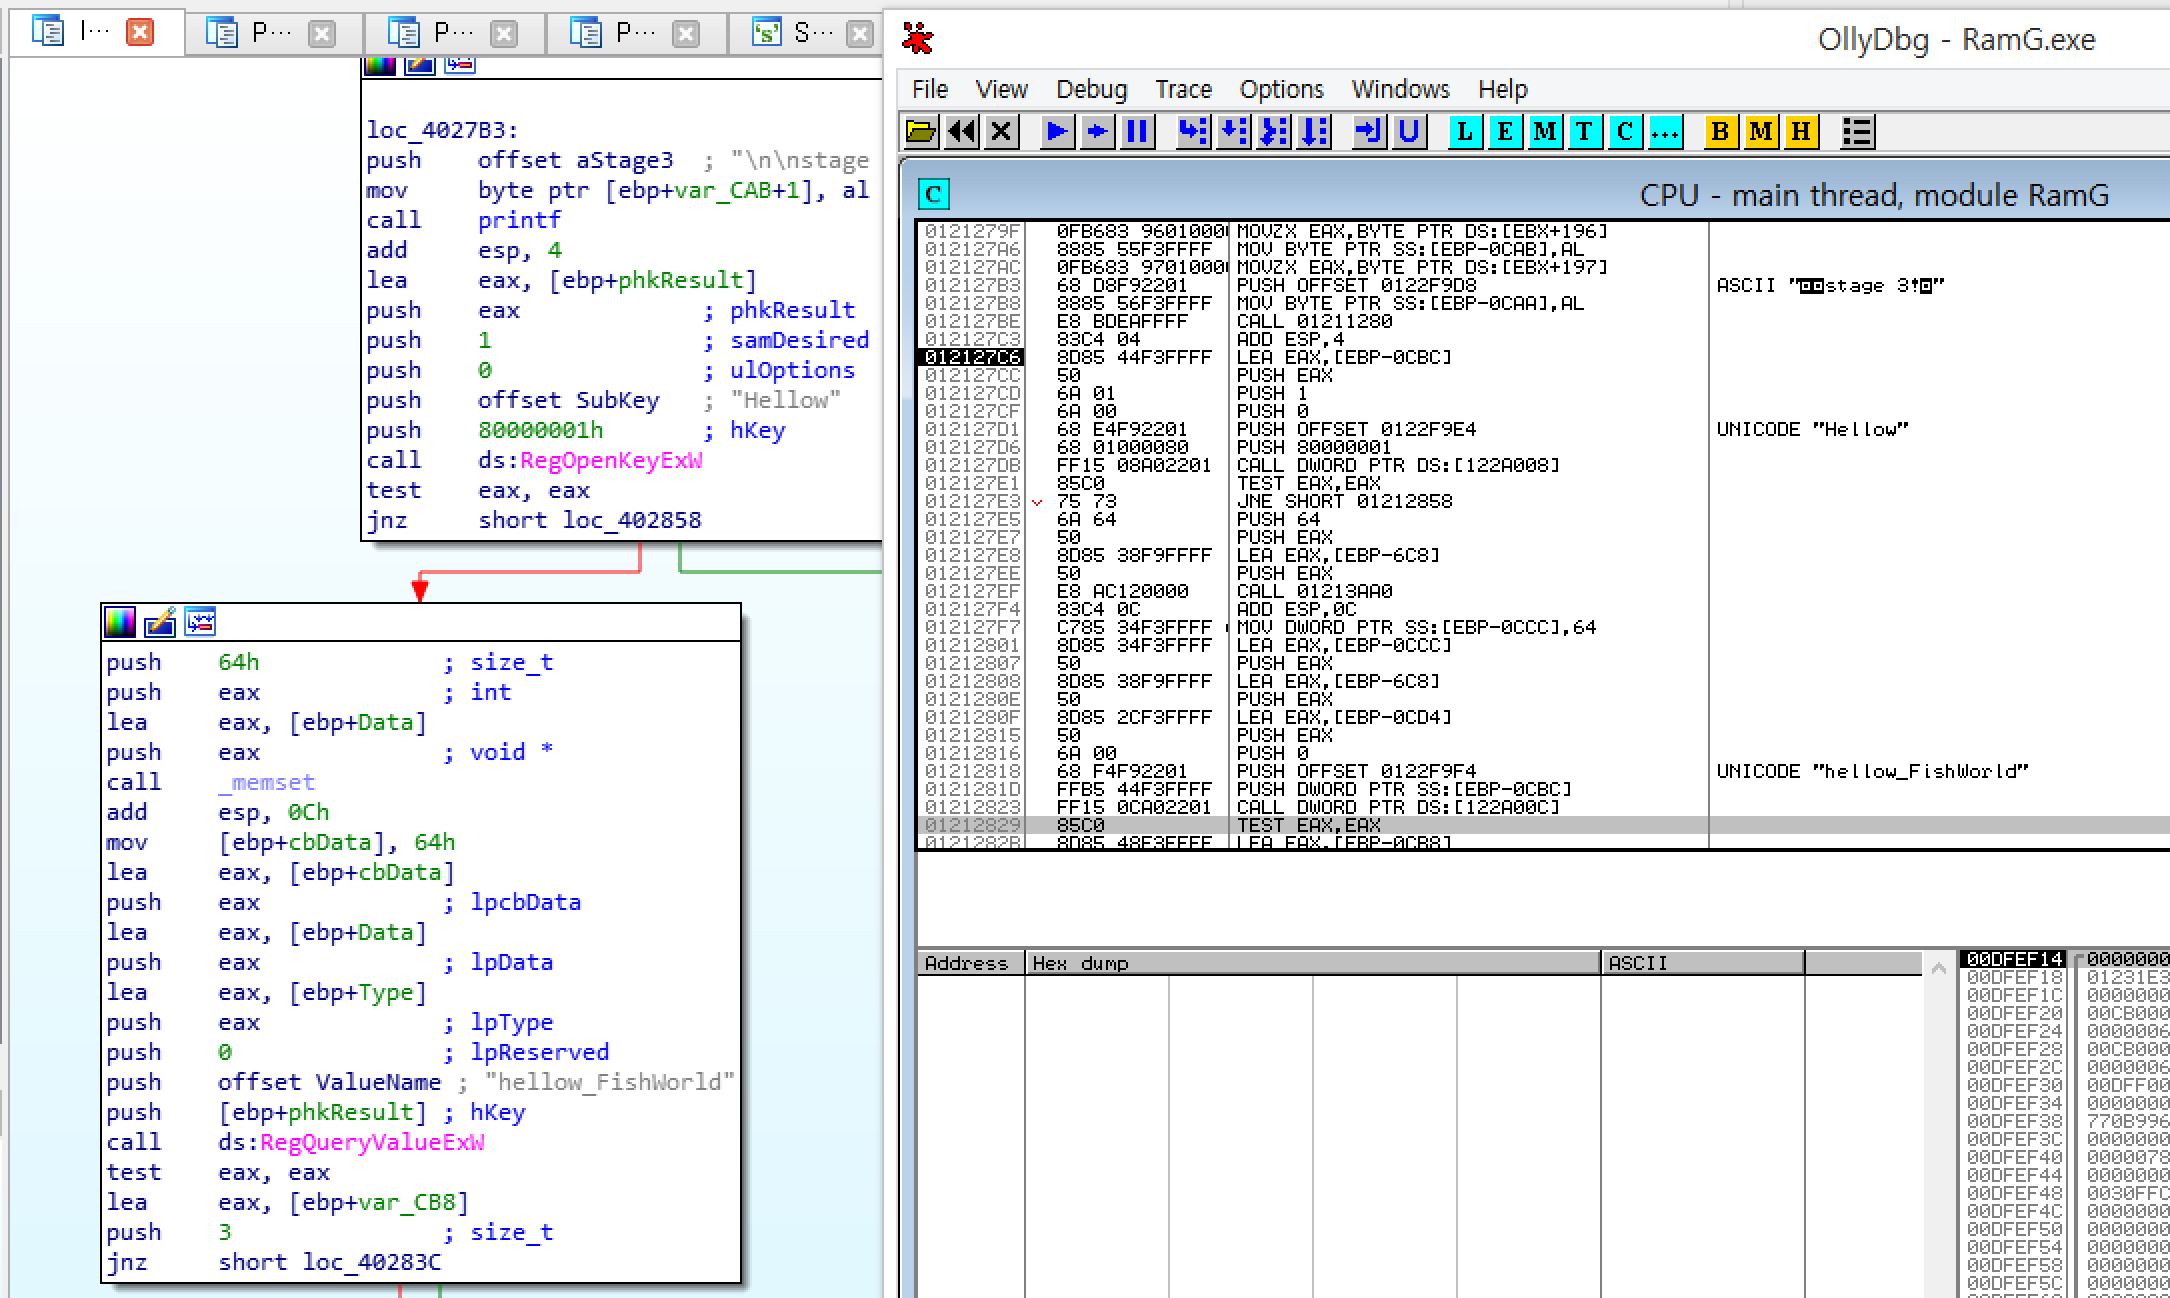 I...
P...
P...
P...
S...
loc_4027B3:
push offset aStage3 ; "\n\nstage
mov byte ptr [ebp+var_CAB+1], al
call printf
add esp, 4
lea eax, [ebp+phkResult]
push eax ; phkResult
push 1 ; samDesired
push 0 ; ulOptions
push offset SubKey ; "Hellow"
push 80000001h ; hKey
call ds:RegOpenKeyExW
test eax, eax
jnz short loc_402858
push 64h ; size_t
push eax ; int
lea eax, [ebp+Data]
push eax ; void *
call _memset
add esp, 0Ch
mov [ebp+cbData], 64h
lea eax, [ebp+cbData]
push eax ; lpcbData
lea eax, [ebp+Data]
push eax ; lpData
lea eax, [ebp+Type]
push eax ; lpType
push 0 ; lpReserved
push offset ValueName ; "hellow_FishWorld"
push [ebp+phkResult] ; hKey
call ds:RegQueryValueExW
test eax, eax
lea eax, [ebp+var_CB8]
push 3 ; size_t
jnz short loc_40283C
OllyDbg - RamG.exe
File View Debug Trace Options Windows Help
L E M T C ... B M H
C CPU - main thread, module RamG
0121279F 0FB683 9601000 MOVZX EAX,BYTE PTR DS:[EBX+196]
012127A6 8885 55F3FFFF MOV BYTE PTR SS:[EBP-0CAB],AL
012127AC 0FB683 9701000 MOVZX EAX,BYTE PTR DS:[EBX+197]
012127B3 68 D8F92201 PUSH OFFSET 0122F9D8 ASCII "◙◙stage 3!◙"
012127B8 8885 56F3FFFF MOV BYTE PTR SS:[EBP-0CAA],AL
012127BE E8 BDEAFFFF CALL 01211280
012127C3 83C4 04 ADD ESP,4
012127C6 8D85 44F3FFFF LEA EAX,[EBP-0CBC]
012127CC 50 PUSH EAX
012127CD 6A 01 PUSH 1
012127CF 6A 00 PUSH 0
012127D1 68 E4F92201 PUSH OFFSET 0122F9E4 UNICODE "Hellow"
012127D6 68 01000080 PUSH 80000001
012127DB FF15 08A02201 CALL DWORD PTR DS:[122A008]
012127E1 85C0 TEST EAX,EAX
012127E3 75 73 JNE SHORT 01212858
012127E5 6A 64 PUSH 64
012127E7 50 PUSH EAX
012127E8 8D85 38F9FFFF LEA EAX,[EBP-6C8]
012127EE 50 PUSH EAX
012127EF E8 AC120000 CALL 01213AA0
012127F4 83C4 0C ADD ESP,0C
012127F7 C785 34F3FFFF MOV DWORD PTR SS:[EBP-0CCC],64
01212801 8D85 34F3FFFF LEA EAX,[EBP-0CCC]
01212807 50 PUSH EAX
01212808 8D85 38F9FFFF LEA EAX,[EBP-6C8]
0121280E 50 PUSH EAX
0121280F 8D85 2CF3FFFF LEA EAX,[EBP-0CD4]
01212815 50 PUSH EAX
01212816 6A 00 PUSH 0
01212818 68 F4F92201 PUSH OFFSET 0122F9F4 UNICODE "hellow_FishWorld"
0121281D FFB5 44F3FFFF PUSH DWORD PTR SS:[EBP-0CBC]
01212823 FF15 0CA02201 CALL DWORD PTR DS:[122A00C]
01212829 85C0 TEST EAX,EAX
0121282B 8D85 48F3FFFF LEA EAX,[EBP-0CB8]
Address Hex dump ASCII
00DFEF14 0000000
00DFEF18 01231E3
00DFEF1C 0000000
00DFEF20 00CB000
00DFEF24 0000006
00DFEF28 00CB000
00DFEF2C 0000006
00DFEF30 00DFF00
00DFEF34 0000000
00DFEF38 770B996
00DFEF3C 0000000
00DFEF40 0000078
00DFEF44 0000000
00DFEF48 0030FFC
00DFEF4C 0000000
00DFEF50 0000000
00DFEF54 0000000
00DFEF58 0000000
00DFEF5C 0000000